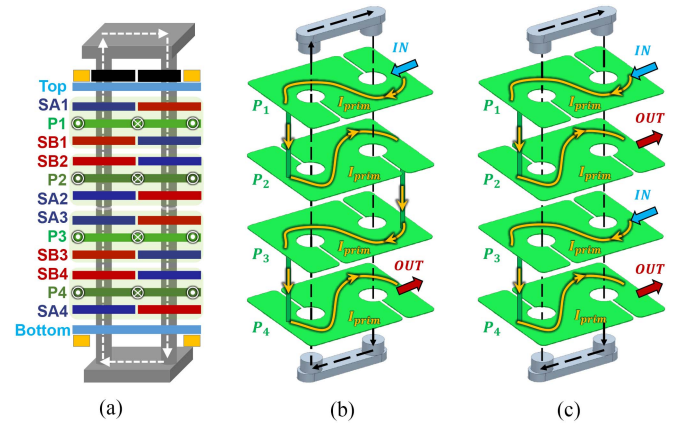 Top
SA1
P1
SB1
SB2
P2
SA2
SA3
P3
SB3
SB4
P4
SA4
Bottom
(a)
IN
P1
Iprim
P2
Iprim
P3
Iprim
OUT
P4
Iprim
(b)
IN
P1
Iprim
OUT
P2
Iprim
IN
P3
Iprim
OUT
P4
Iprim
(c)